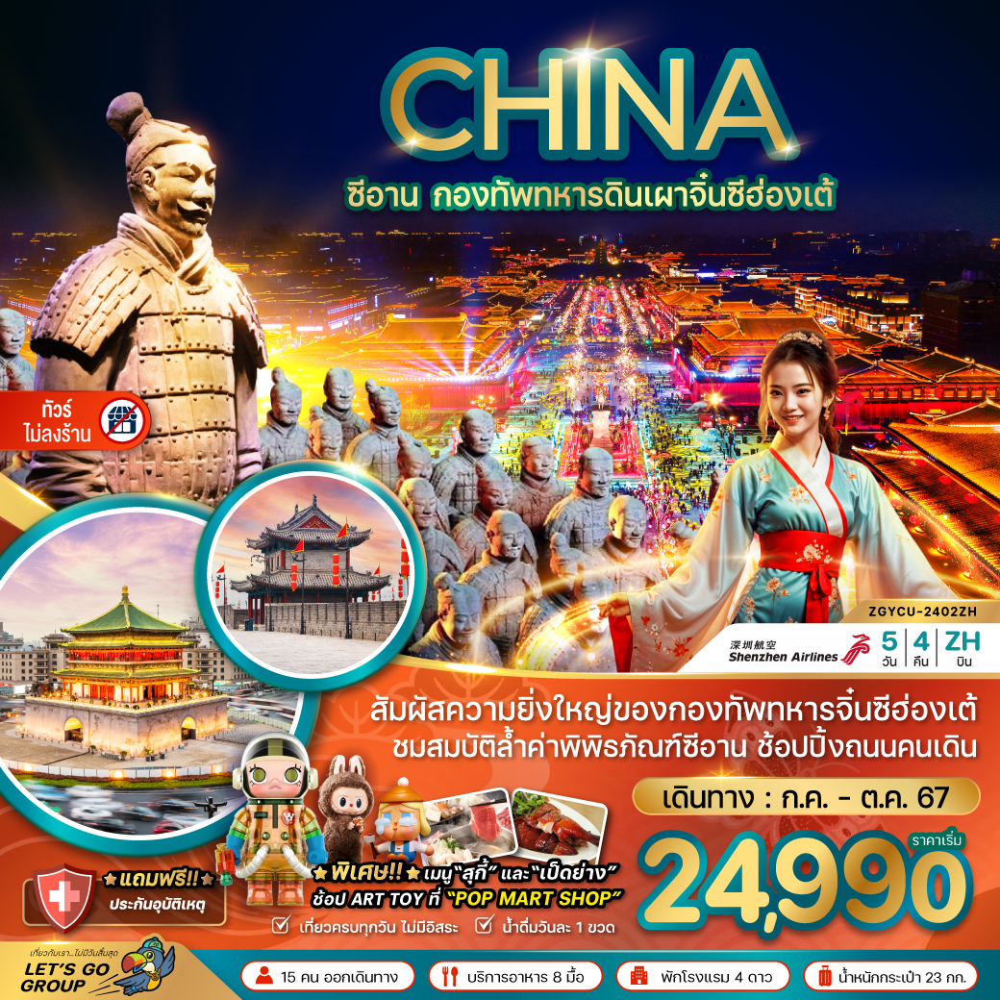 CHINA
ซีอาน กองทัพทหารดินเผาจิ๋นซีฮ่องเต้
ทัวร์
ไม่ลงร้าน
ZGYCU-2402ZH
深圳航空
Shenzhen Airlines
5 4 ZH
วัน คืน บิน
สัมผัสความยิ่งใหญ่ของกองทัพทหารจิ๋นซีฮ่องเต้
ชมสมบัติล้ำค่าพิพิธภัณฑ์ซีอาน ช้อปปิ้งถนนคนเดิน
เดินทาง : ก.ค. - ต.ค. 67
ราคาเริ่ม
24,990
แถมฟรี!!
ประกันอุบัติเหตุ
พิเศษ!! เมนู "สุกี้" และ "เป็ดย่าง"
ช้อป ART TOY ที่ "POP MART SHOP"
เที่ยวครบทุกวัน ไม่มีอิสระ น้ำดื่มวันละ 1 ขวด
เที่ยวกับเรา...ไม่มีวันสิ้นสุด
LET'S GO
GROUP
15 คน ออกเดินทาง บริการอาหาร 8 มื้อ พักโรงแรม 4 ดาว น้ำหนักกระเป๋า 23 กก.